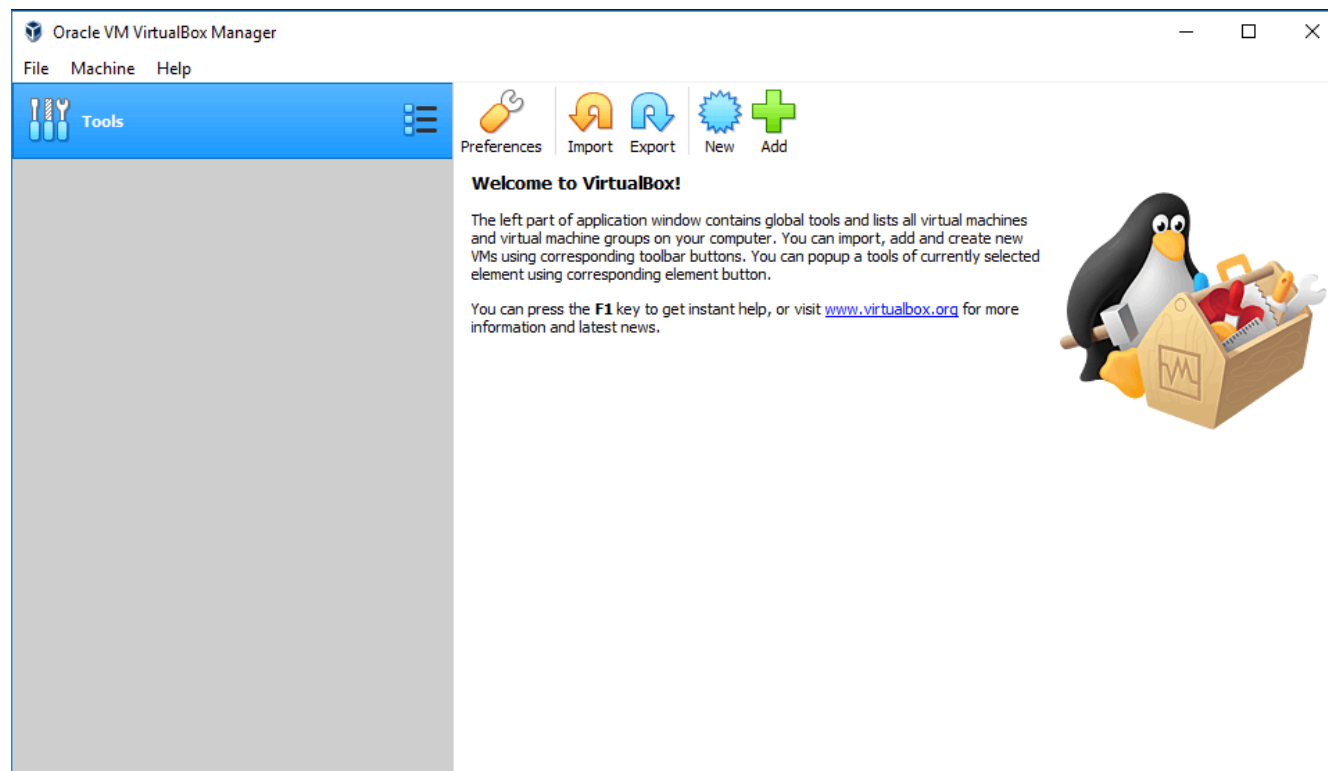 Oracle VM VirtualBox Manager
File Machine Help
Tools
Preferences Import Export New Add
Welcome to VirtualBox!
The left part of application window contains global tools and lists all virtual machines
and virtual machine groups on your computer. You can import, add and create new
VMs using corresponding toolbar buttons. You can popup a tools of currently selected
element using corresponding element button.
You can press the F1 key to get instant help, or visit www.virtualbox.org for more
information and latest news.